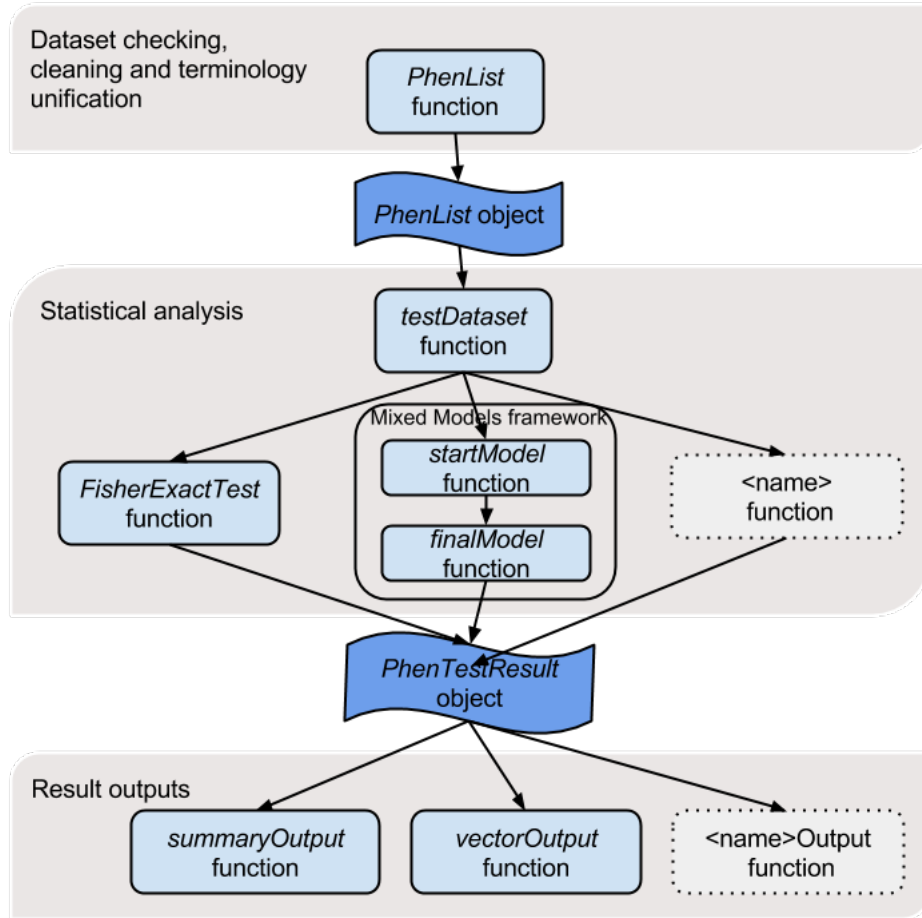 Dataset checking,
cleaning and terminology
unification
PhenList
function
PhenList object
Statistical analysis
testDataset
function
Mixed Models framework
startModel
function
FisherExactTest
function
<name>
function
finalModel
function
PhenTestResult
object
Result outputs
summaryOutput
function
vectorOutput
function
<name>Output
function